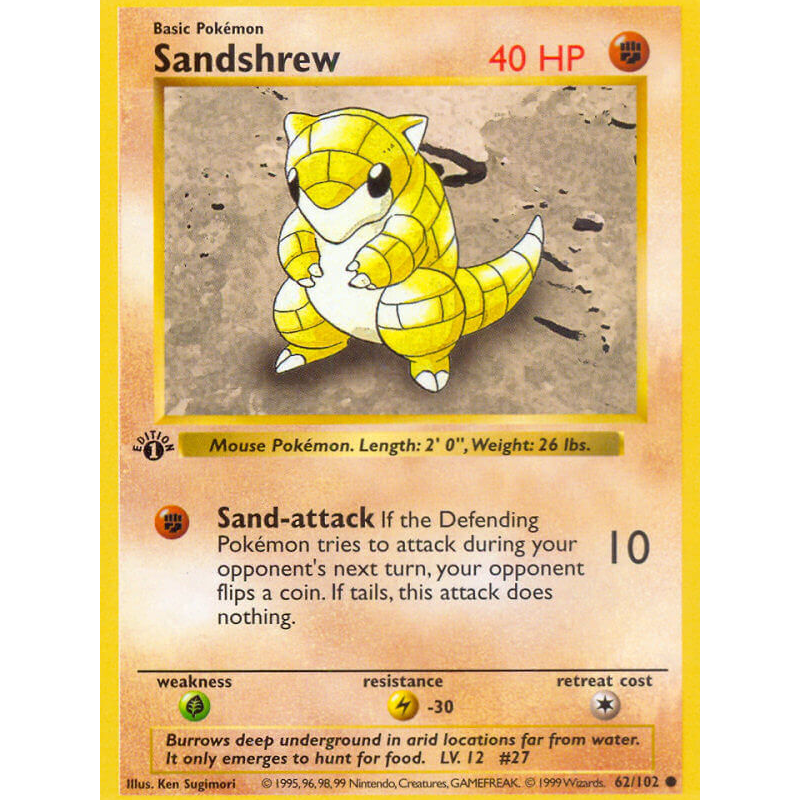 Basic Pokémon
Sandshrew 40 HP
EDITION
1
Mouse Pokémon. Length: 2' 0", Weight: 26 lbs.
Sand-attack If the Defending
Pokémon tries to attack during your
opponent's next turn, your opponent
flips a coin. If tails, this attack does
nothing.
10
weakness resistance retreat cost
-30
Burrows deep underground in arid locations far from water.
It only emerges to hunt for food. LV. 12 #27
Illus. Ken Sugimori © 1995, 96, 98, 99 Nintendo, Creatures, GAMEFREAK. © 1999 Wizards. 62/102